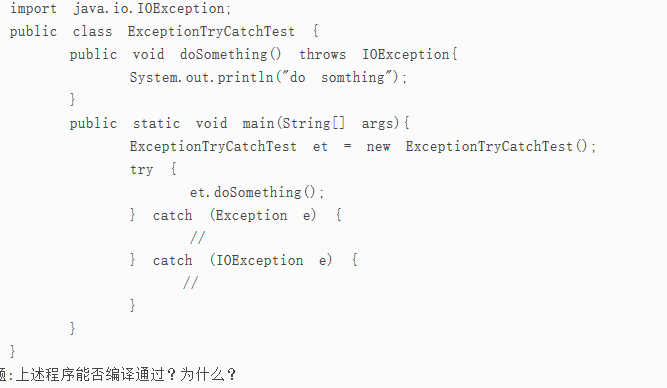 import java.io.IOException;
public class ExceptionTryCatchTest {
public void doSomething() throws IOException{
System.out.println("do somthing");
}
public static void main(String[] args){
ExceptionTryCatchTest et = new ExceptionTryCatchTest();
try {
et.doSomething();
} catch (Exception e) {
//
} catch (IOException e) {
//
}
}
}
题:上述程序能否编译通过？为什么？